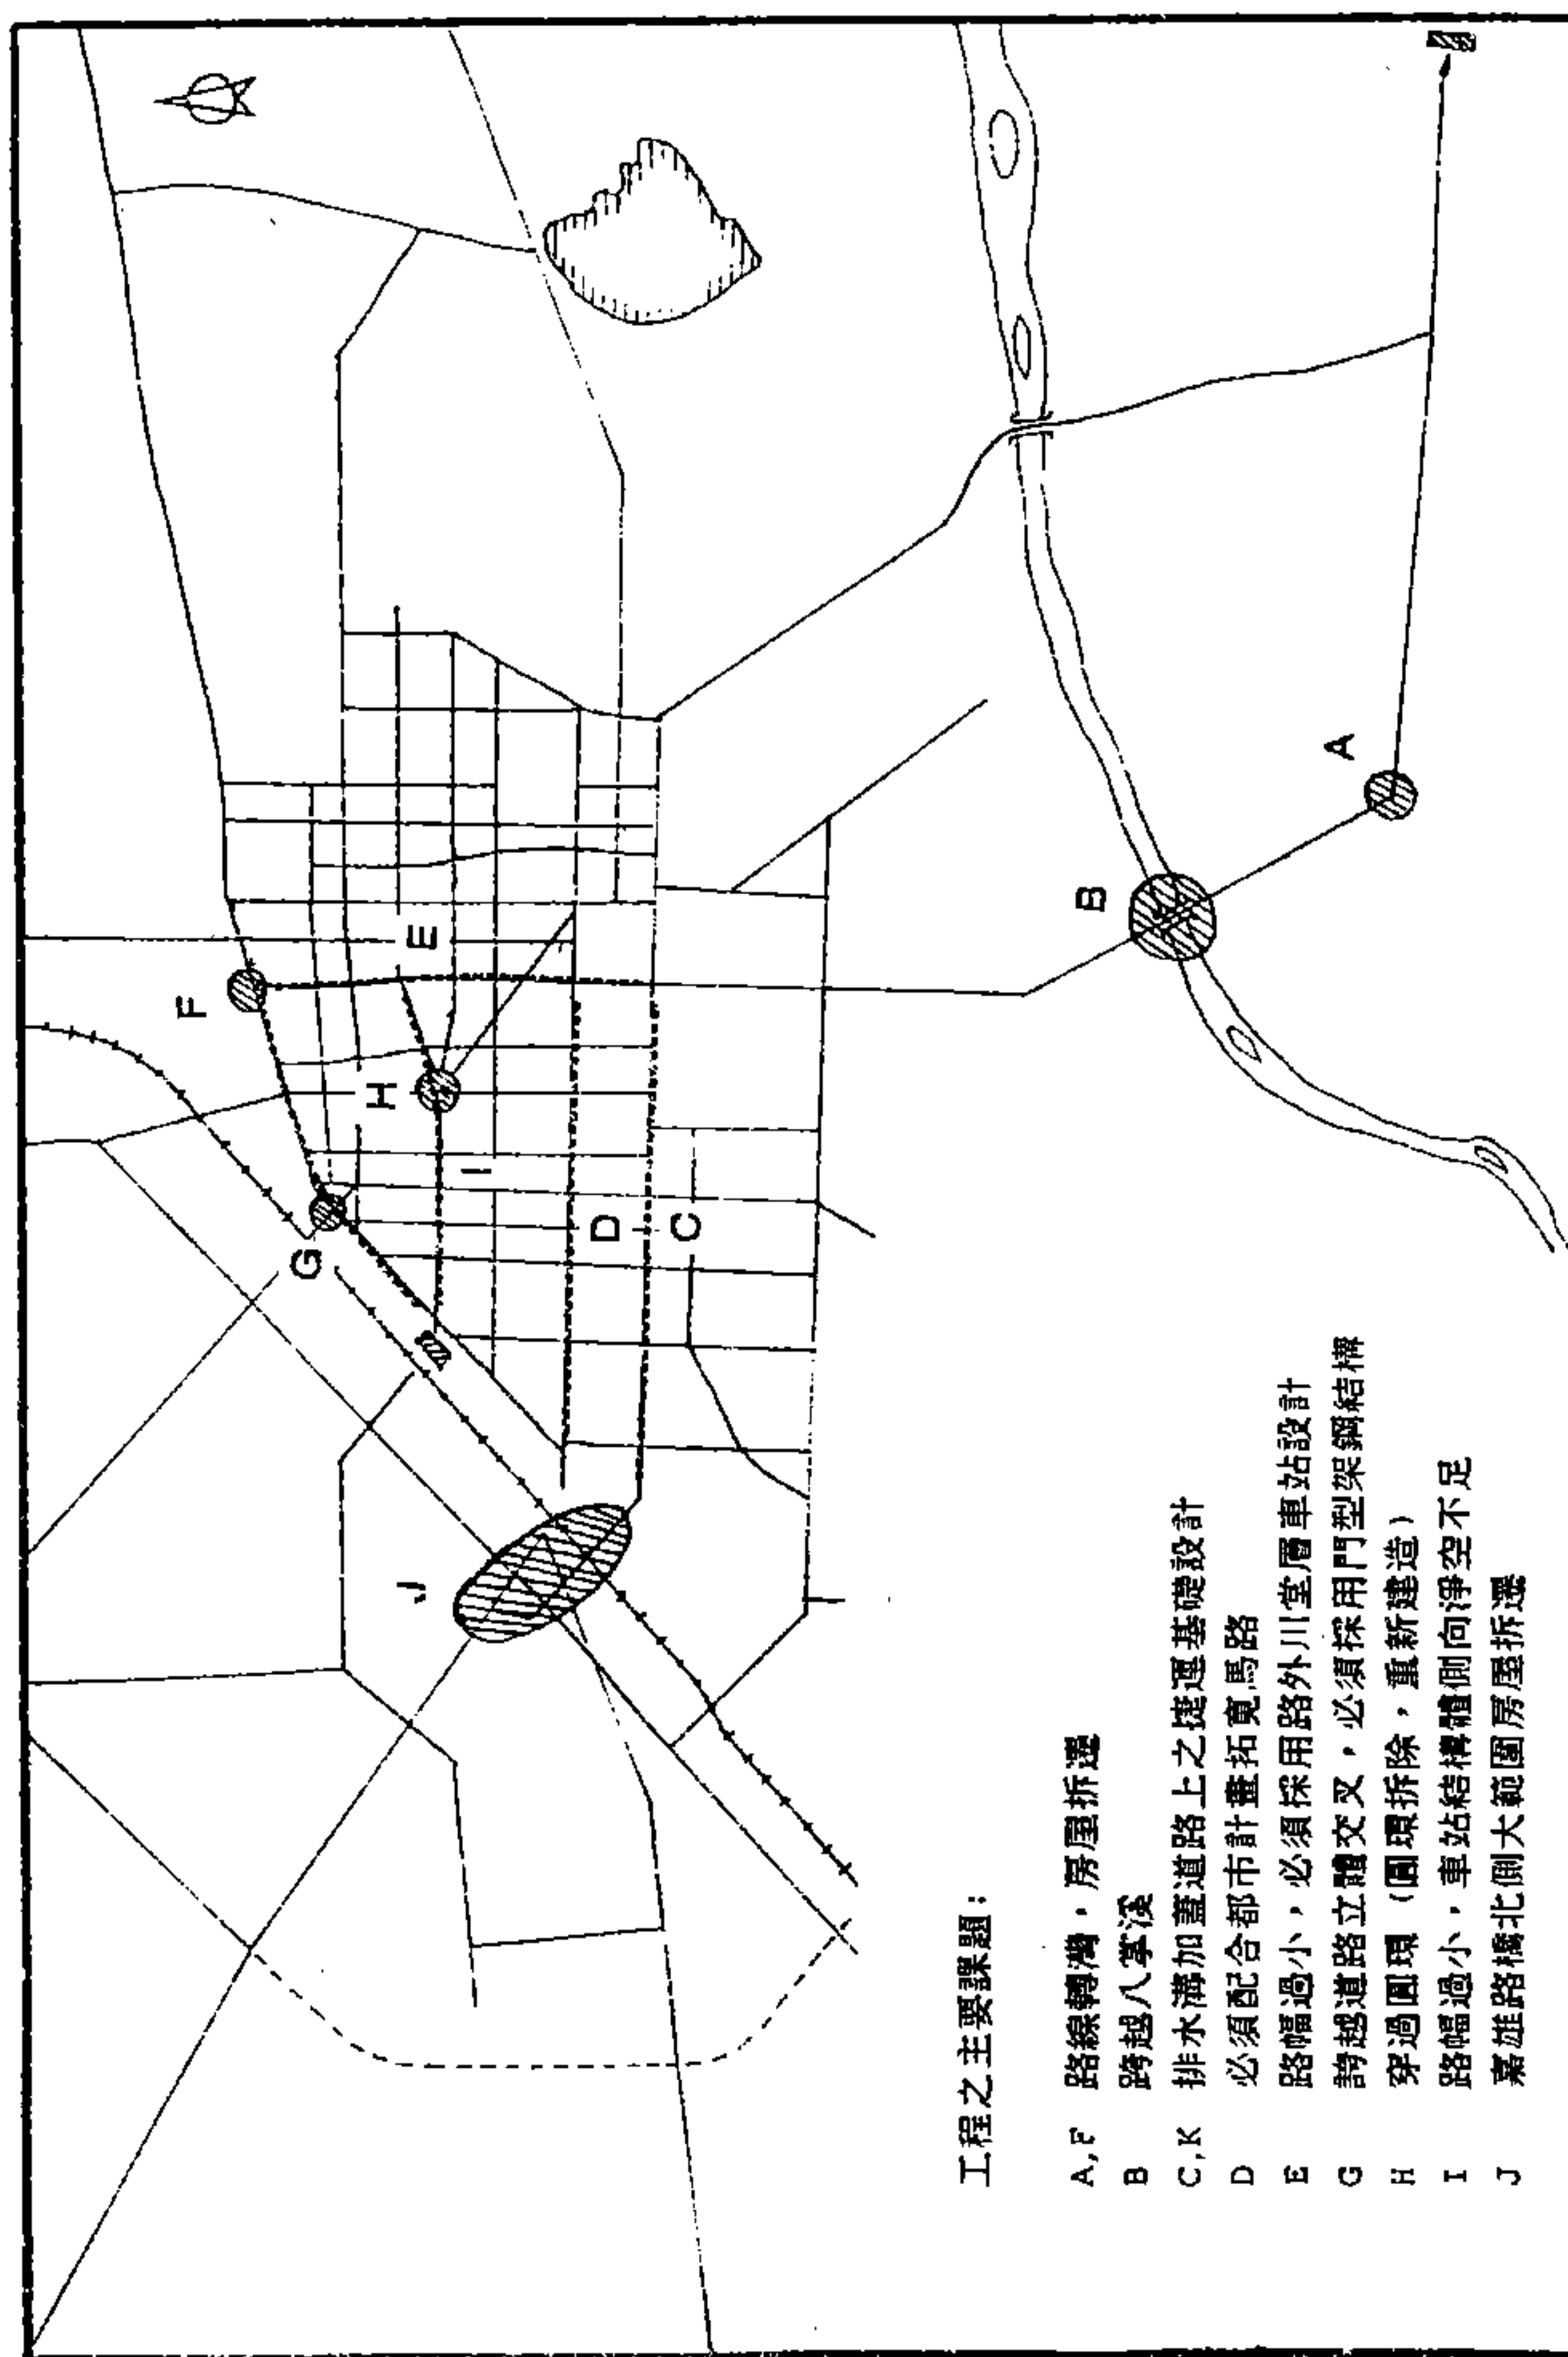 F
E
H
G
I
D
C
J
B
A
工程之主要課題：
A,F 路線轉灣，房屋拆遷
B 跨越八掌溪
C,K 排水溝加蓋道路上之捷運基礎設計
D 必須配合都市計畫拓寬馬路
E 路幅過小，必須採用路外川堂層車站設計
G 跨越道路立體交叉，必須採用門型架鋼結構
H 穿過圓環（圓環拆除，重新建造）
I 路幅過小，車站結構體側向淨空不足
J 嘉雄路橋北側大範圍房屋拆遷